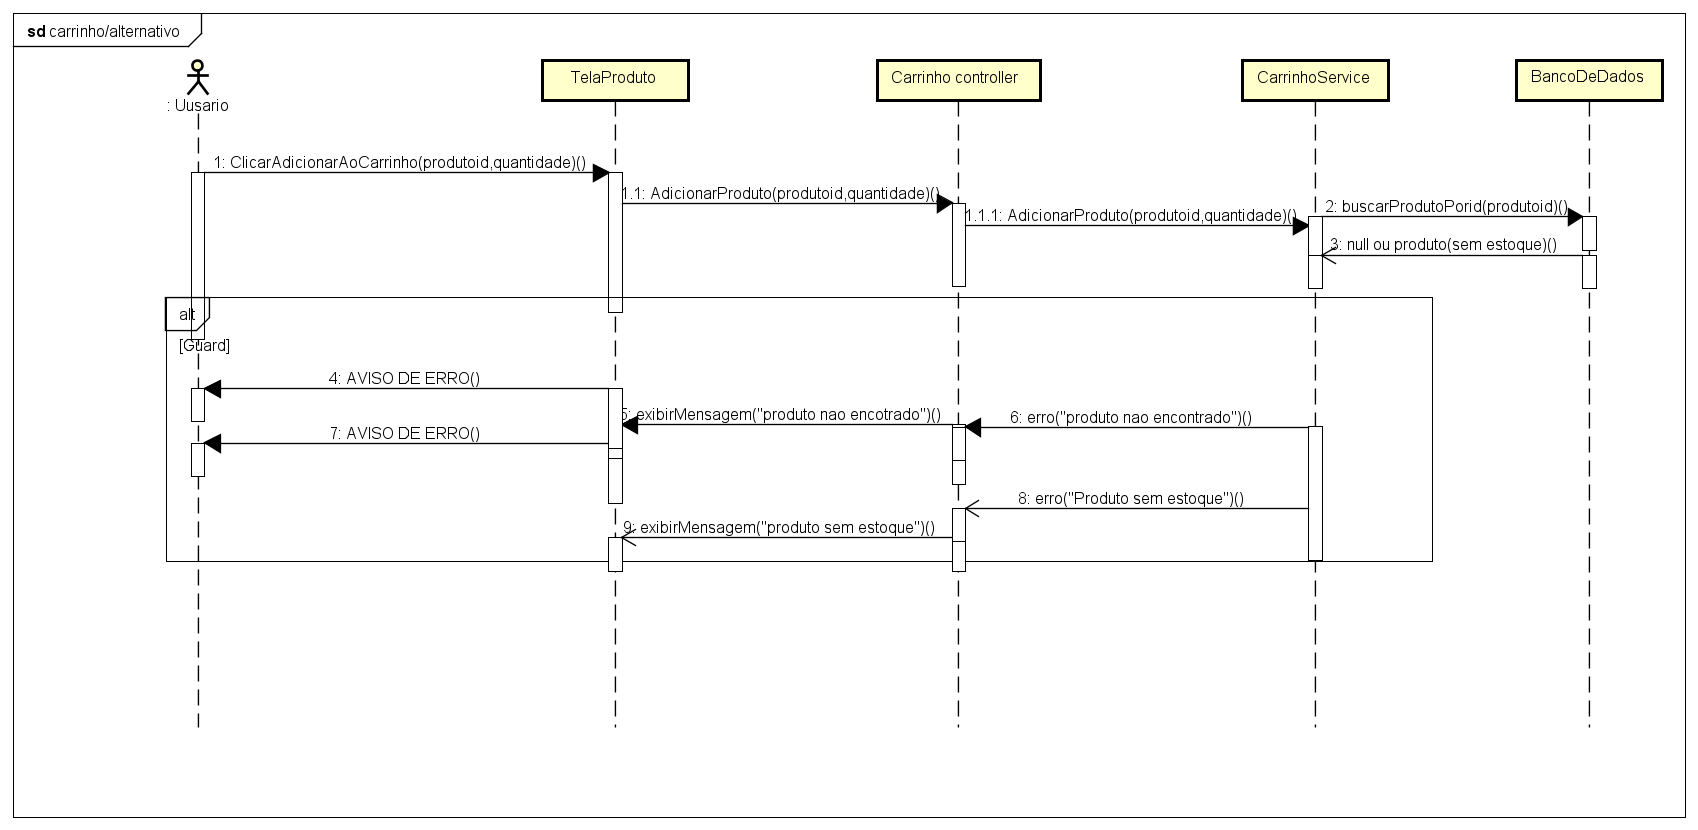 sd carrinho/alternativo
: Uusario
TelaProduto
Carrinho controller
CarrinhoService
BancoDeDados
1: ClicarAdicionarAoCarrinho(produtoid,quantidade)()
1.1: AdicionarProduto(produtoid,quantidade)()
1.1.1: AdicionarProduto(produtoid,quantidade)()
2: buscarProdutoPorid(produtoid)()
3: null ou produto(sem estoque)()
alt
[Guard]
4: AVISO DE ERRO()
5: exibirMensagem("produto nao encotrado")()
6: erro("produto nao encontrado")()
7: AVISO DE ERRO()
8: erro("Produto sem estoque")()
9: exibirMensagem("produto sem estoque")()